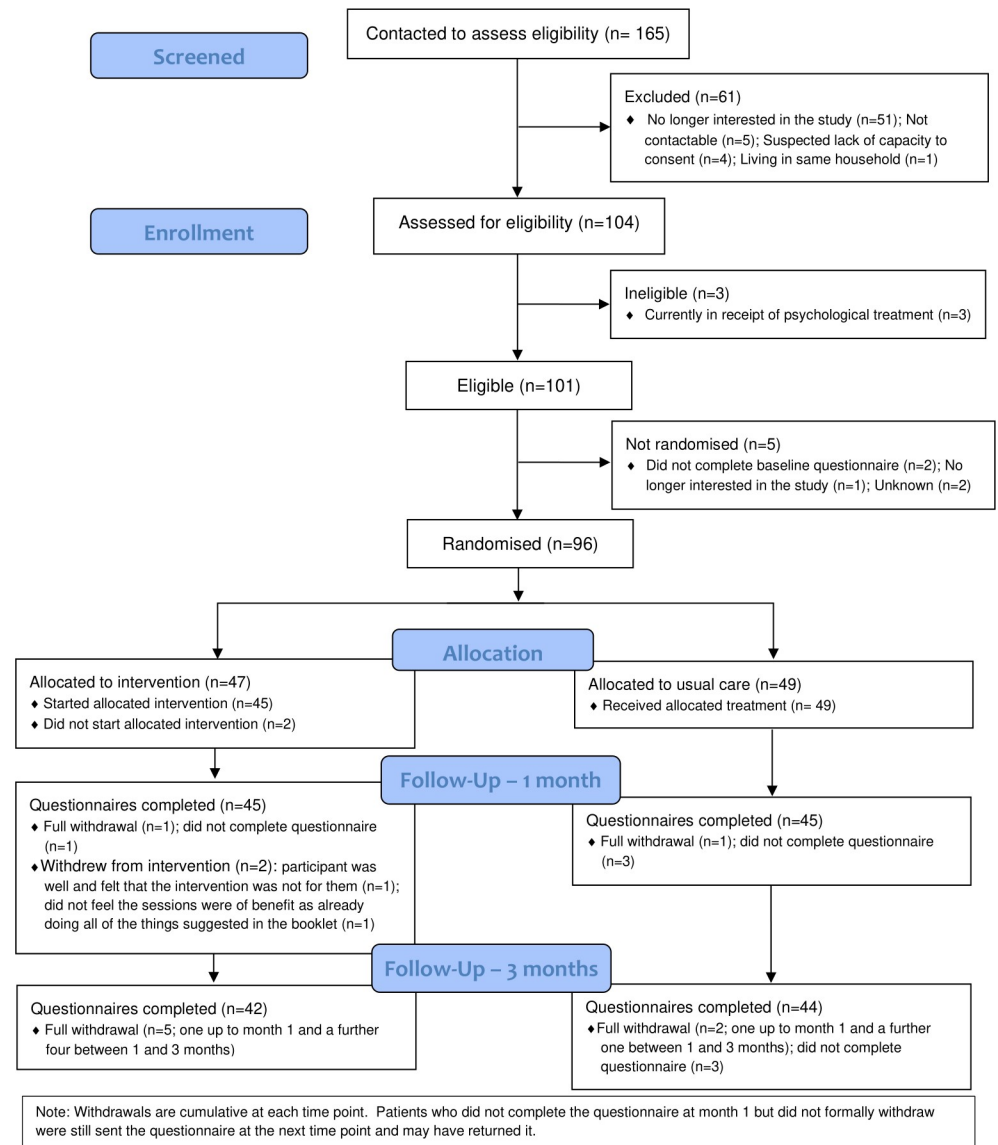 Contacted to assess eligibility (n= 165)
Screened
Excluded (n=61)
♦ No longer interested in the study (n=51); Not
contactable (n=5); Suspected lack of capacity to
consent (n=4); Living in same household (n=1)
Enrollment
Assessed for eligibility (n=104)
Ineligible (n=3)
♦ Currently in receipt of psychological treatment (n=3)
Eligible (n=101)
Not randomised (n=5)
♦ Did not complete baseline questionnaire (n=2); No
longer interested in the study (n=1); Unknown (n=2)
Randomised (n=96)
Allocation
Allocated to intervention (n=47)
♦ Started allocated intervention (n=45)
♦ Did not start allocated intervention (n=2)
Allocated to usual care (n=49)
♦ Received allocated treatment (n= 49)
Follow-Up – 1 month
Questionnaires completed (n=45)
♦ Full withdrawal (n=1); did not complete questionnaire
(n=1)
♦Withdrew from intervention (n=2): participant was
well and felt that the intervention was not for them (n=1);
did not feel the sessions were of benefit as already
doing all of the things suggested in the booklet (n=1)
Questionnaires completed (n=45)
♦ Full withdrawal (n=1); did not complete questionnaire
(n=3)
Follow-Up – 3 months
Questionnaires completed (n=42)
♦ Full withdrawal (n=5; one up to month 1 and a further
four between 1 and 3 months)
Questionnaires completed (n=44)
♦Full withdrawal (n=2; one up to month 1 and a further
one between 1 and 3 months); did not complete
questionnaire (n=3)
Note: Withdrawals are cumulative at each time point. Patients who did not complete the questionnaire at month 1 but did not formally withdraw
were still sent the questionnaire at the next time point and may have returned it.